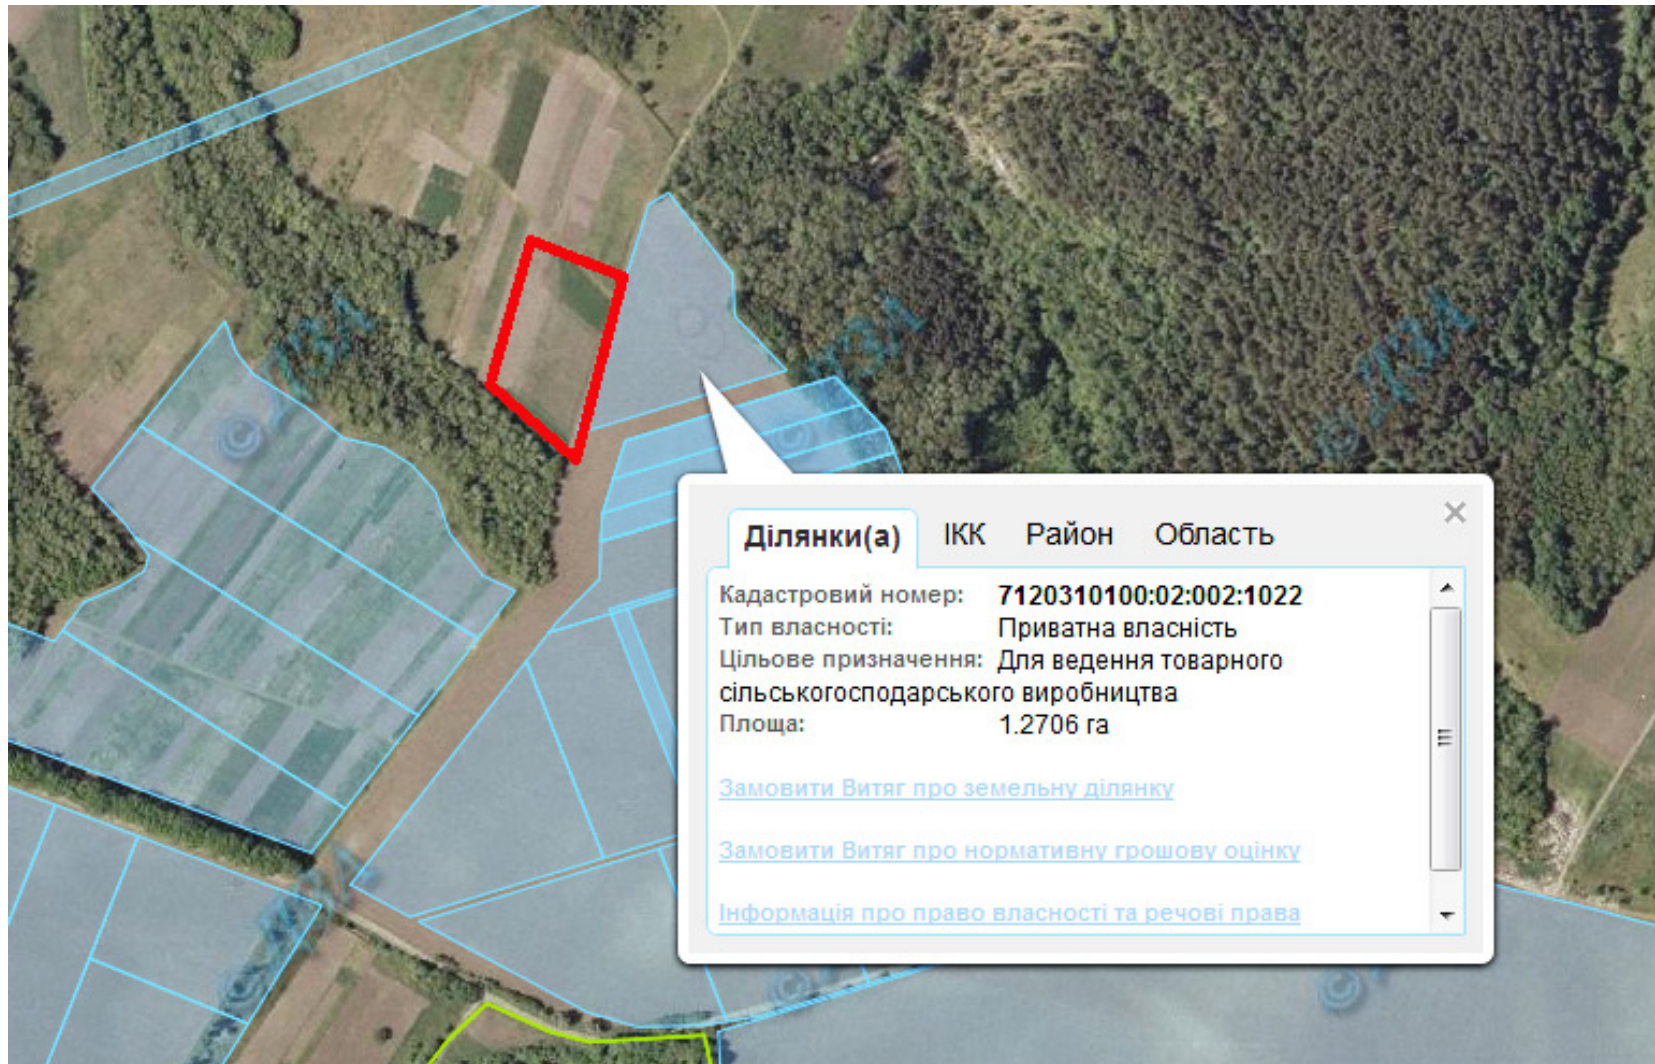 Ділянки(а) ІКК Район Область
Кадастровий номер: 7120310100:02:002:1022
Тип власності: Приватна власність
Цільове призначення: Для ведення товарного
сільськогосподарського виробництва
Площа: 1.2706 га
Замовити Витяг про земельну ділянку
Замовити Витяг про нормативну грошову оцінку
Інформація про право власності та речові права